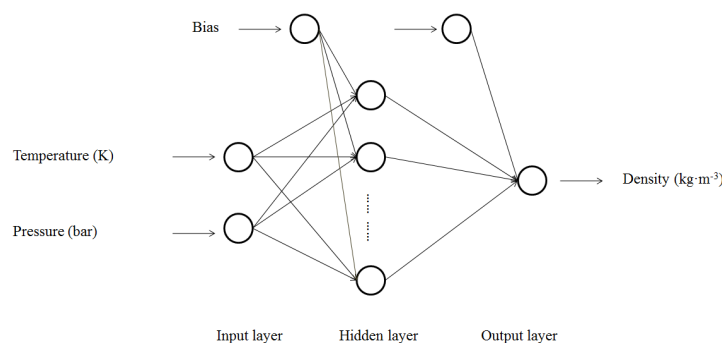 Bias
Temperature (K)
Density (kg·m⁻³)
Pressure (bar)
Input layer Hidden layer Output layer